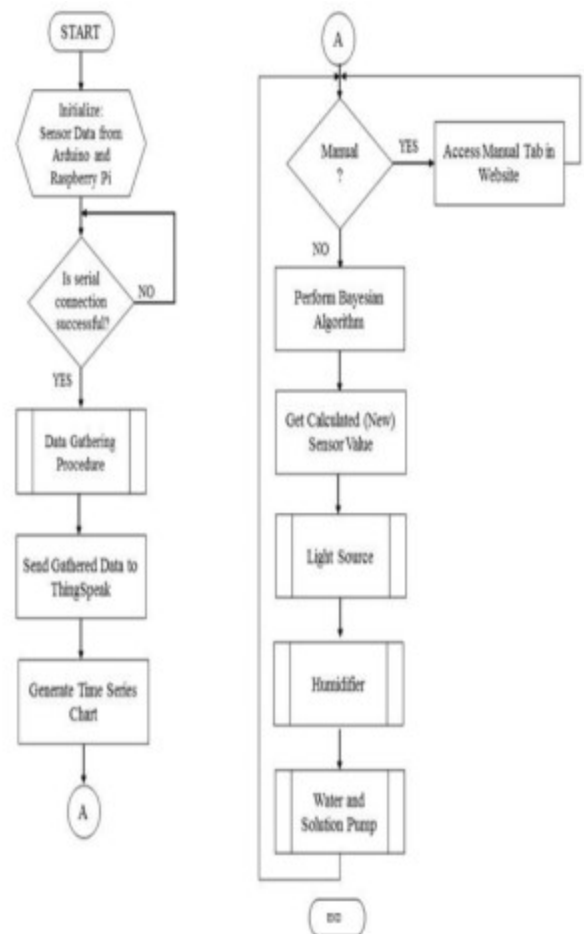 START
Initialize:
Sensor Data from
Arduino and
Raspberry Pi
Is serial
connection
successful?
NO
YES
Data Gathering
Procedure
Send Gathered Data to
ThingSpeak
Generate Time Series
Chart
A
A
Manual
?
YES
Access Manual Tab in
Website
NO
Perform Bayesian
Algorithm
Get Calculated (New)
Sensor Value
Light Source
Humidifier
Water and
Solution Pump